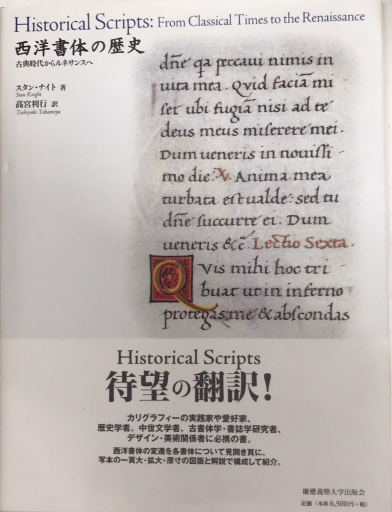 Historical Scripts: From Classical Times to the Renaissance
西洋書体の歴史
古典時代からルネサンスへ
スタン・ナイト 著
Stan Knight
高宮利行 訳
Toshiyuki Takamiya
dñe qa peccaui nimis in
uita mea. Quid faciā mi
ser ubi fugiā nisi ad te
deus meus miserere mei.
Dum ueneris in nouissi-
mo die. V. Anima mea
turbata est ualde: sed tu
dñe succurre ei. Dum
ueneris &c̄. Lectio Sexta.
Quis mihi hoc tri
buat ut in inferno
protegas me & abscondas
Historical Scripts
待望の翻訳!
カリグラフィーの実践家や愛好家、
歴史学者、中世文学者、古書体学・書誌学研究者、
デザイン・美術関係者に必携の書。
西洋書体の変遷を各書体について見開き頁に、
写本の一頁大・拡大・原寸の図版と解説で構成して紹介。
慶應義塾大学出版会
定価(本体6,500円+税)